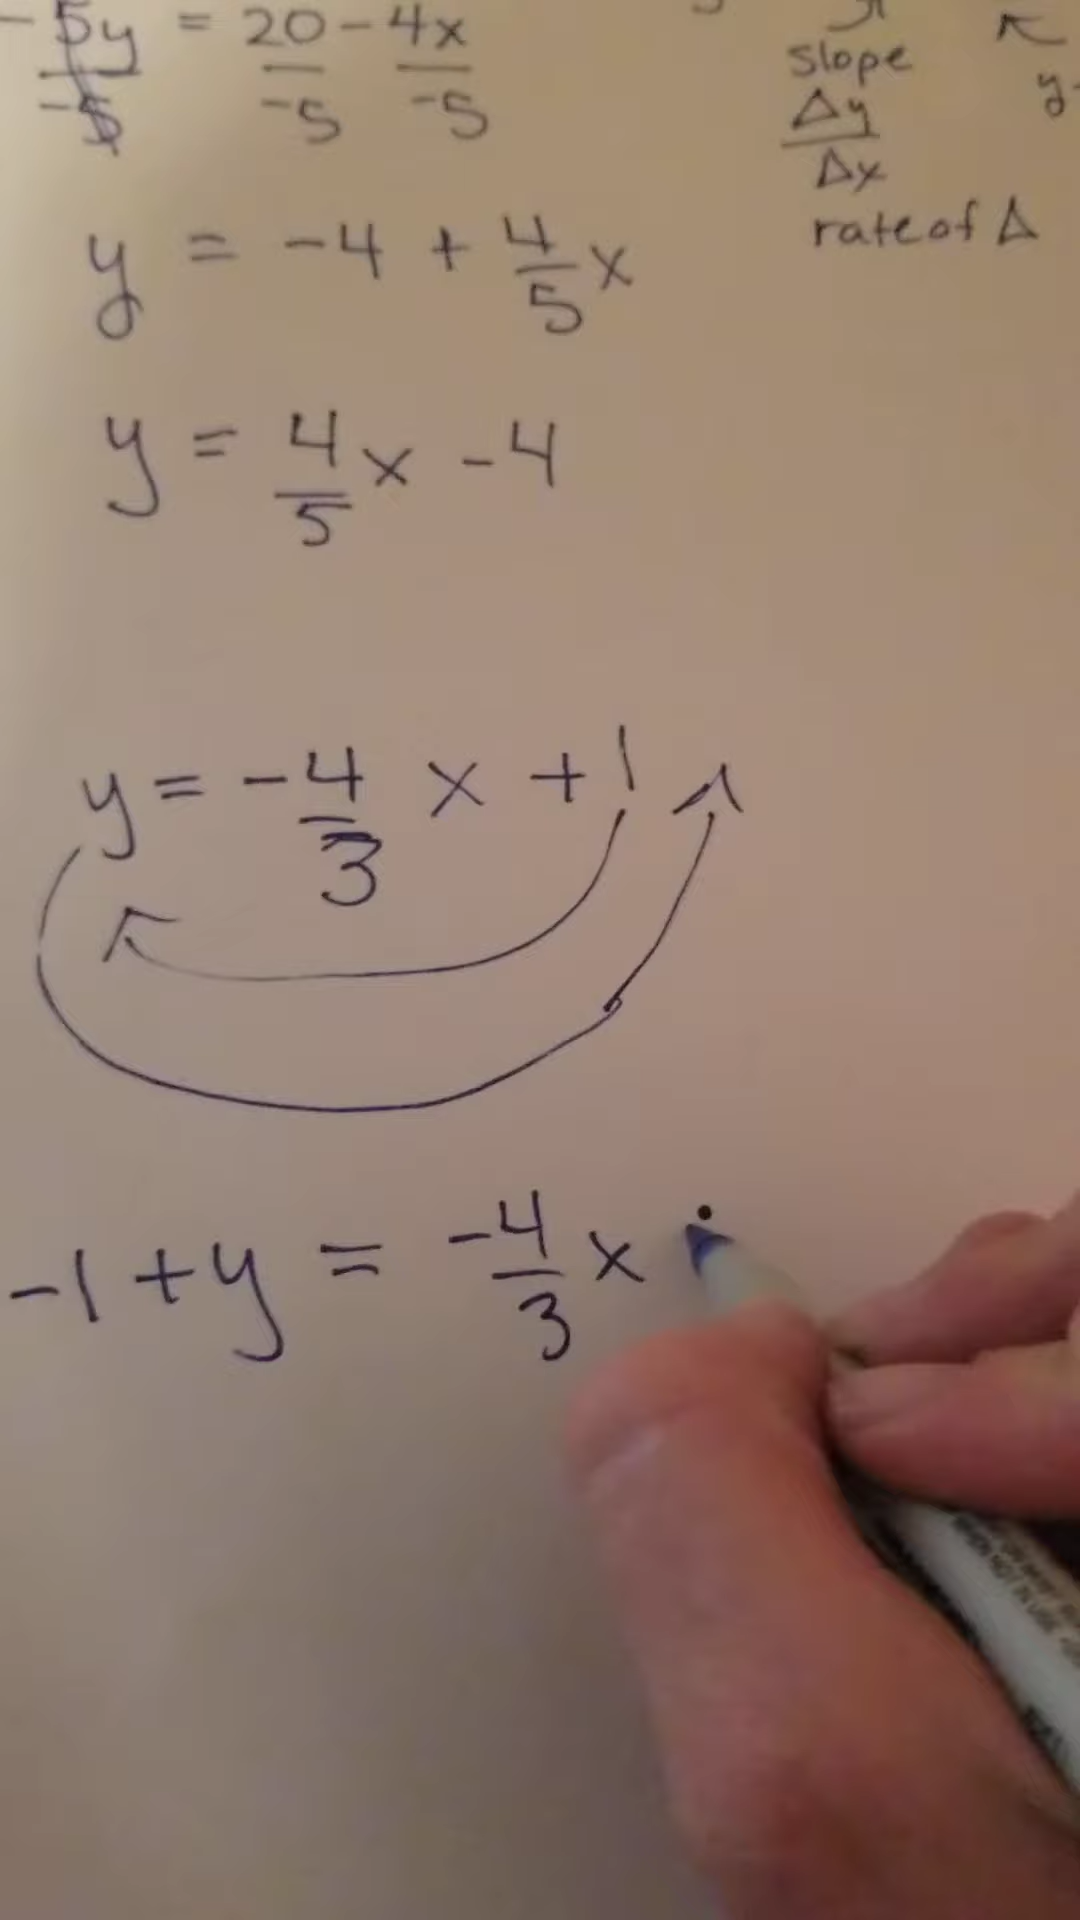 -5y = 20 - 4x
-5 -5 -5
slope
Δy
Δx
rate of Δ
y = -4 + 4/5 x
y = 4/5 x - 4
y = -4/3 x + 1
-1 + y = -4/3 x